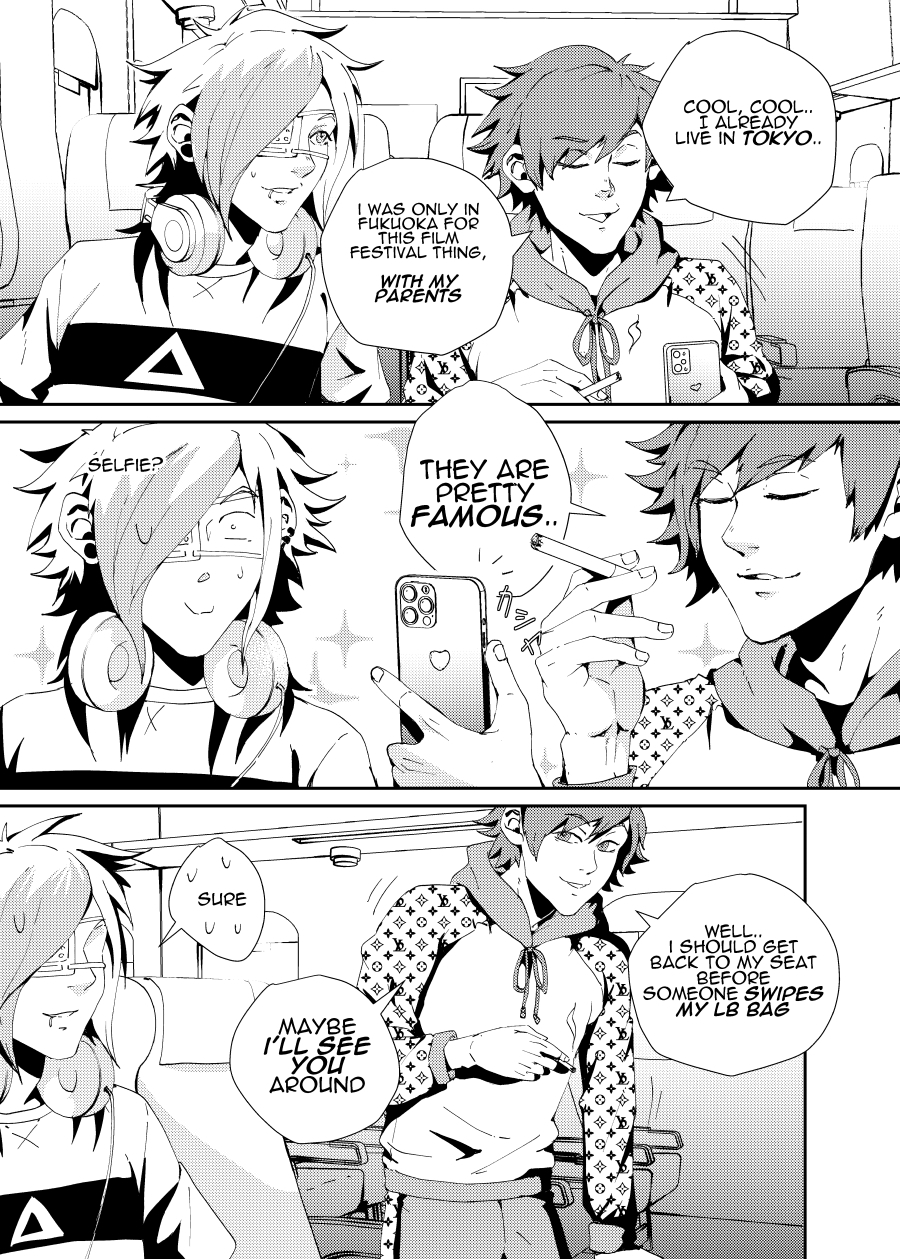 COOL, COOL..
I ALREADY
LIVE IN TOKYO..
I WAS ONLY IN
FUKUOKA FOR
THIS FILM
FESTIVAL THING,
WITH MY
PARENTS
THEY ARE
PRETTY
FAMOUS..
SELFIE?
カシャ
SURE
WELL..
I SHOULD GET
BACK TO MY SEAT
BEFORE
SOMEONE SWIPES
MY LB BAG
MAYBE
I'LL SEE
YOU
AROUND